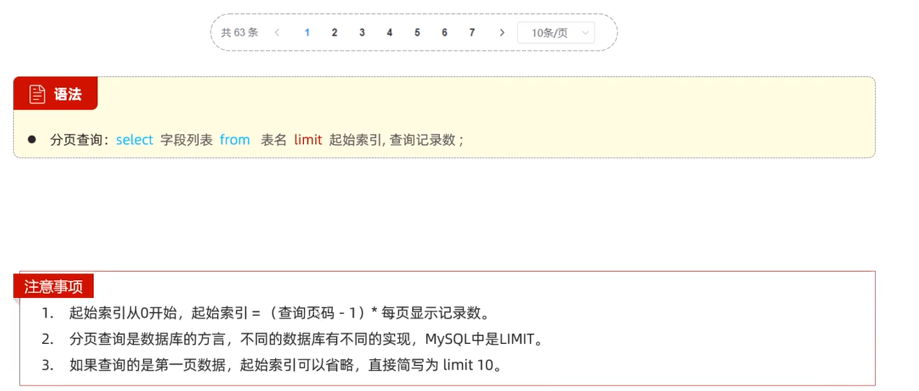 共 63 条 < 1 2 3 4 5 6 7 > 10条/页
语法
● 分页查询：select 字段列表 from 表名 limit 起始索引, 查询记录数 ;
注意事项
1. 起始索引从0开始，起始索引 = （查询页码 - 1）* 每页显示记录数。
2. 分页查询是数据库的方言，不同的数据库有不同的实现，MySQL中是LIMIT。
3. 如果查询的是第一页数据，起始索引可以省略，直接简写为 limit 10。